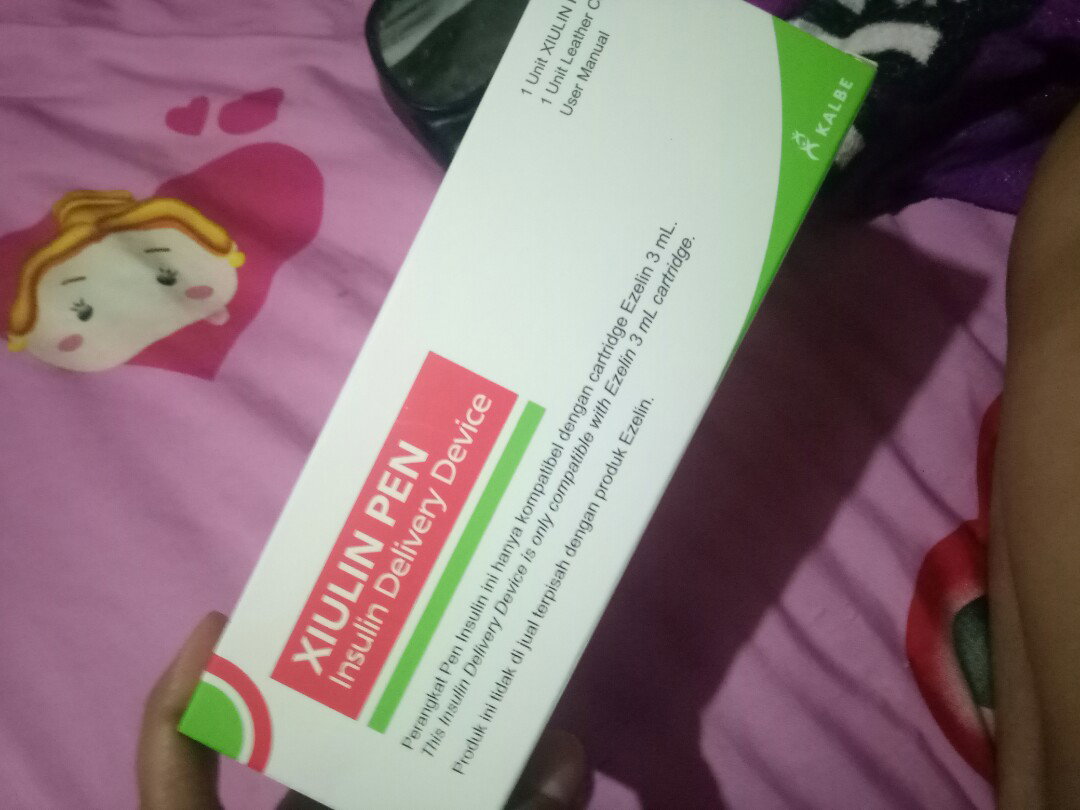 1 Unit XIULIN
1 Unit Leather
User Manual
KALBE
XIULIN PEN
Insulin Delivery Device
Perangkat Pen Insulin ini hanya kompatibel dengan cartridge Ezelin 3 mL.
This Insulin Delivery Device is only compatible with Ezelin 3 mL cartridge.
Produk ini tidak di jual terpisah dengan produk Ezelin.